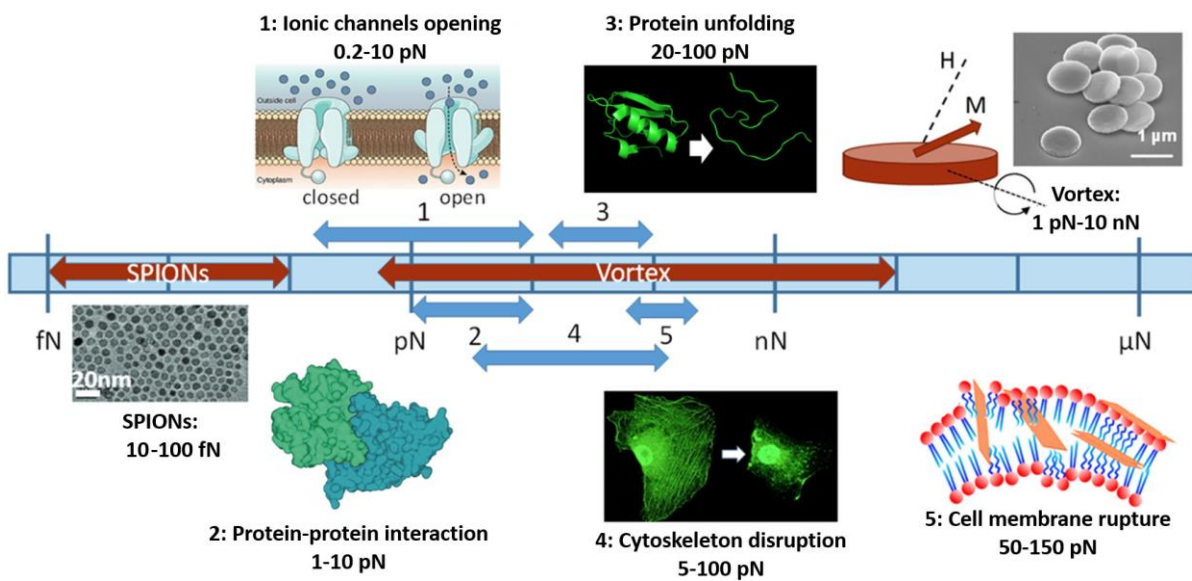 1: Ionic channels opening
0.2-10 pN
3: Protein unfolding
20-100 pN
Outside cell
Cytoplasm
closed
open
H
M
1 µm
Vortex:
1 pN-10 nN
1
3
SPIONs
Vortex
fN
pN
nN
µN
2
4
5
20nm
SPIONs:
10-100 fN
2: Protein-protein interaction
1-10 pN
4: Cytoskeleton disruption
5-100 pN
5: Cell membrane rupture
50-150 pN